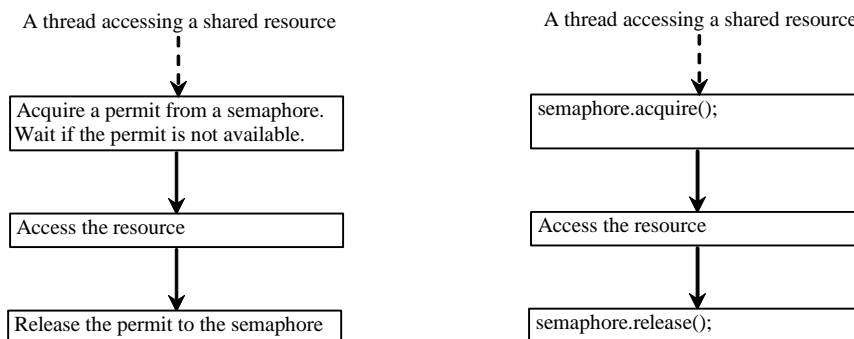 A thread accessing a shared resource
Acquire a permit from a semaphore.
Wait if the permit is not available.
Access the resource
Release the permit to the semaphore
A thread accessing a shared resource
semaphore.acquire();
Access the resource
semaphore.release();